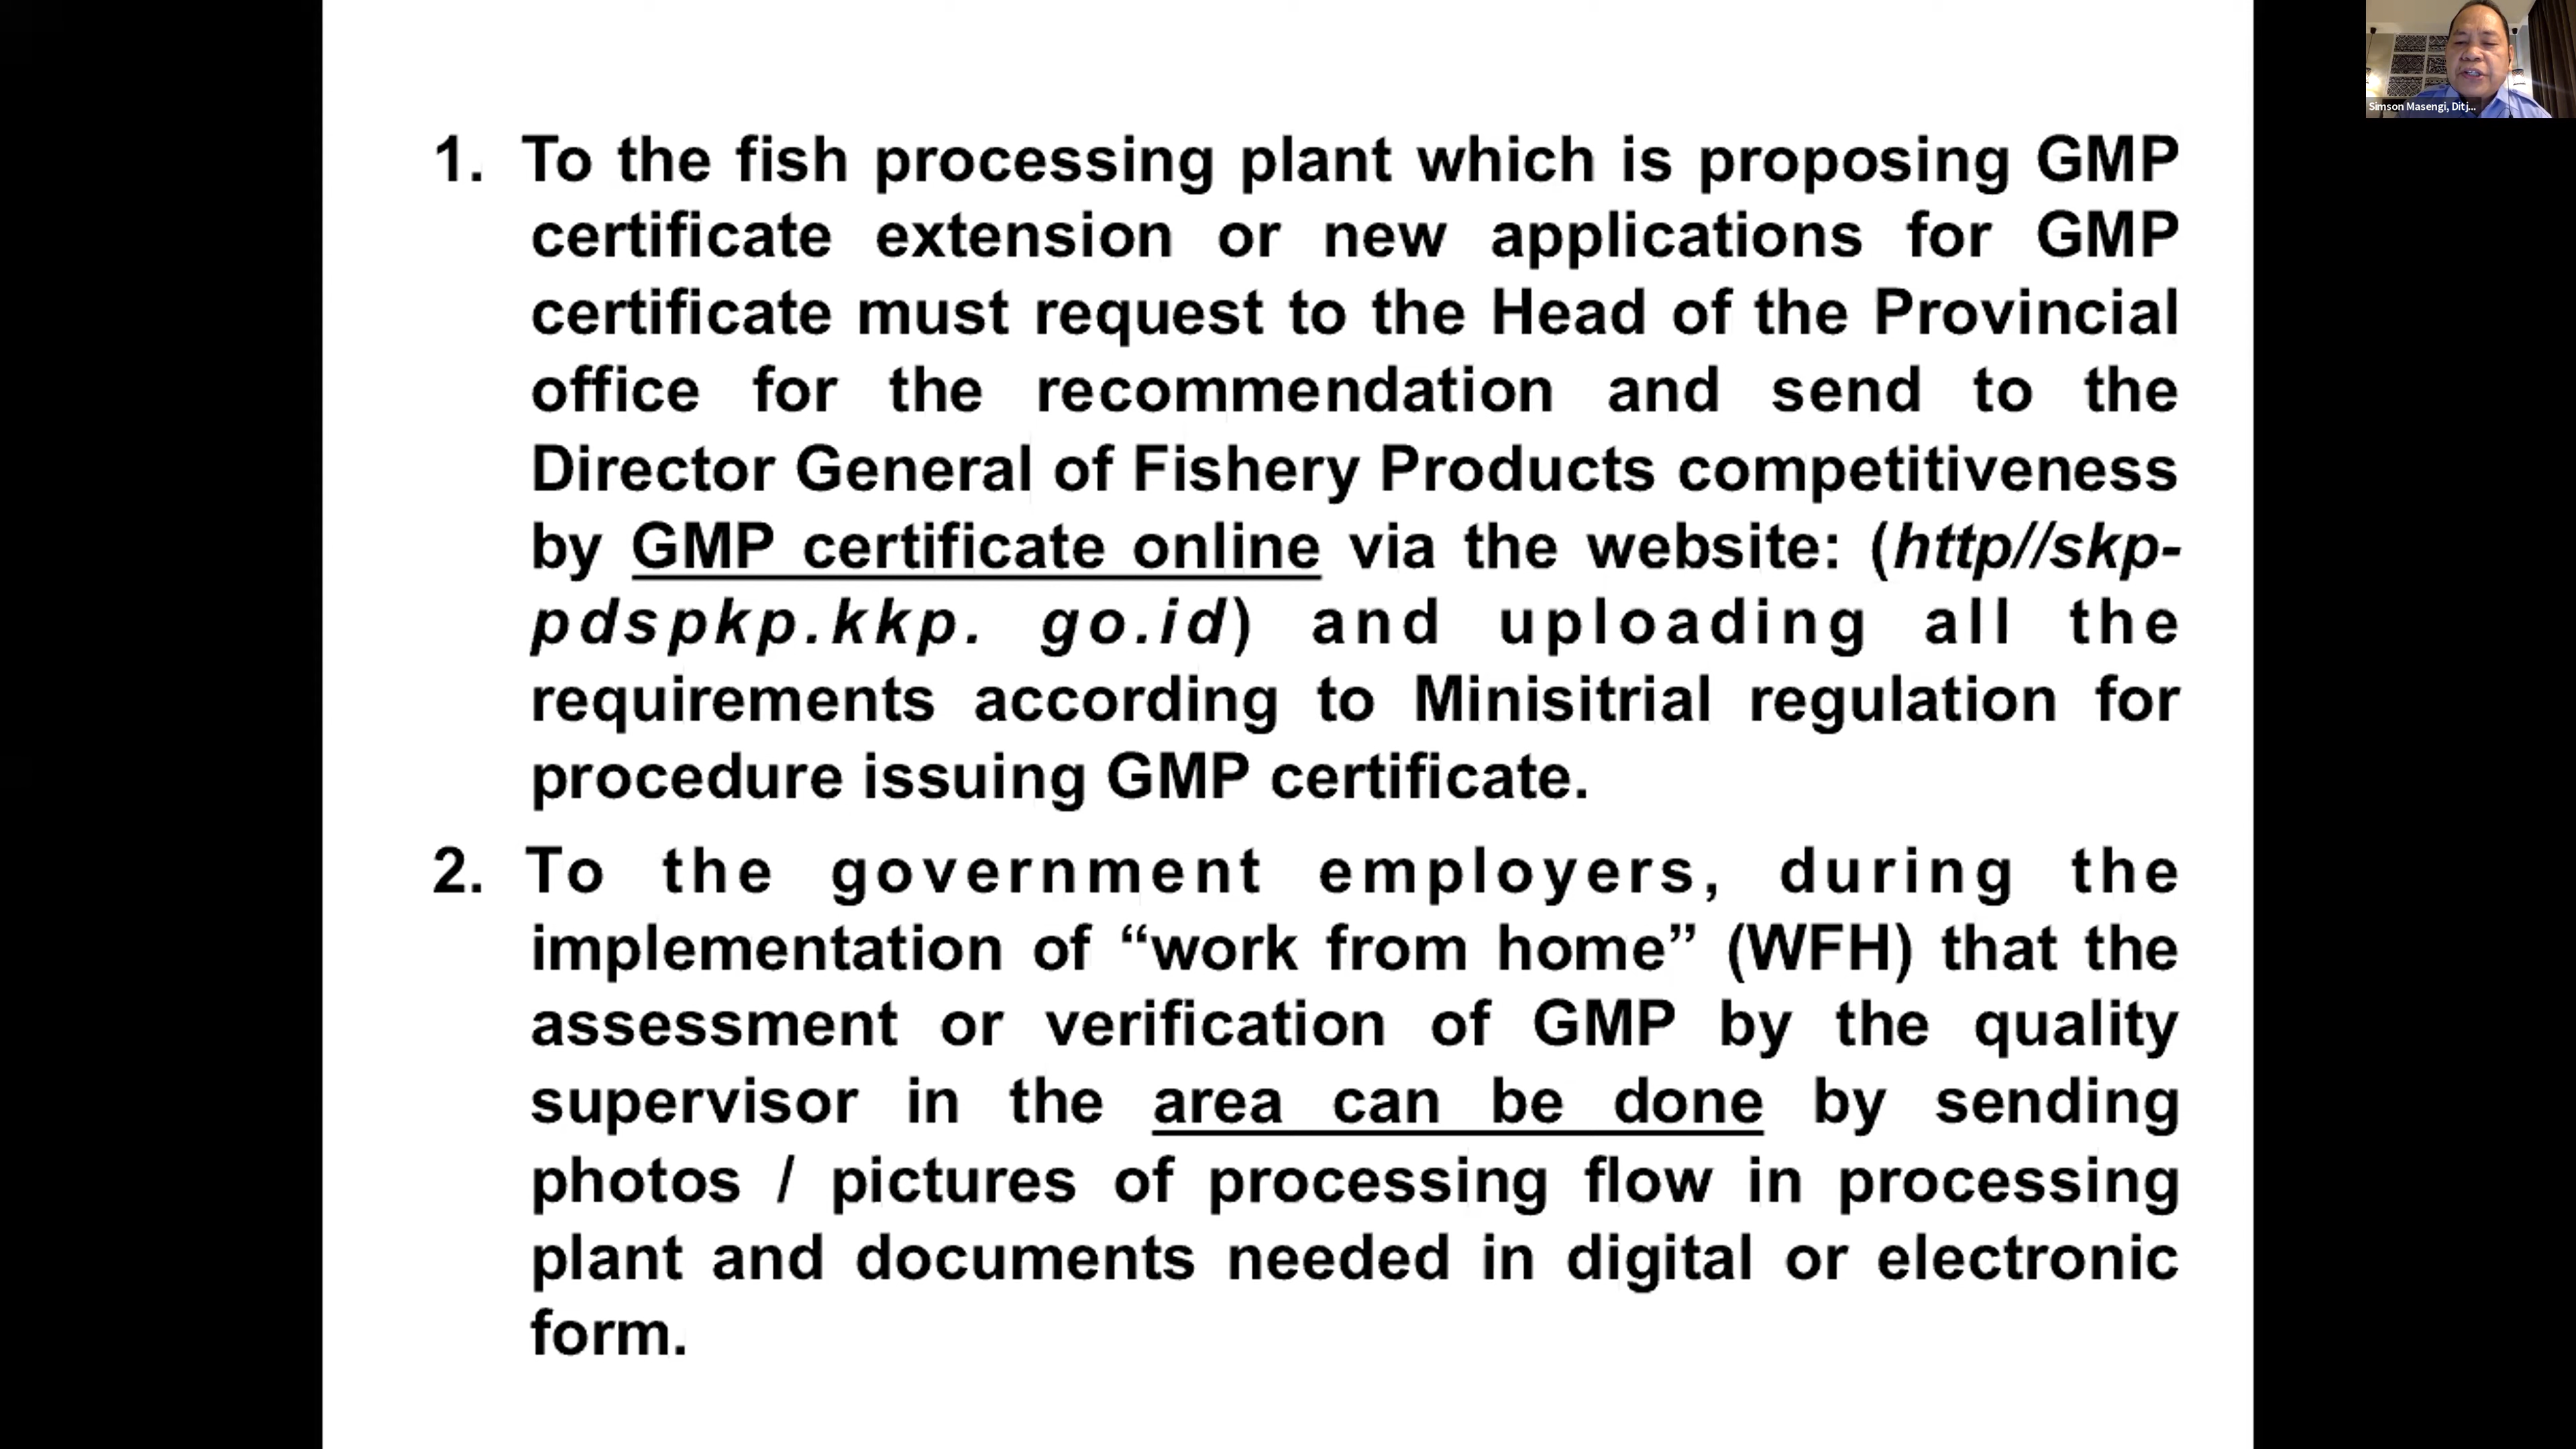 Simson Masengi, Ditj...
1. To the fish processing plant which is proposing GMP
certificate extension or new applications for GMP
certificate must request to the Head of the Provincial
office for the recommendation and send to the
Director General of Fishery Products competitiveness
by GMP certificate online via the website: (http//skp-
pdspkp.kkp. go.id) and uploading all the
requirements according to Minisitrial regulation for
procedure issuing GMP certificate.
2. To the government employers, during the
implementation of “work from home” (WFH) that the
assessment or verification of GMP by the quality
supervisor in the area can be done by sending
photos / pictures of processing flow in processing
plant and documents needed in digital or electronic
form.